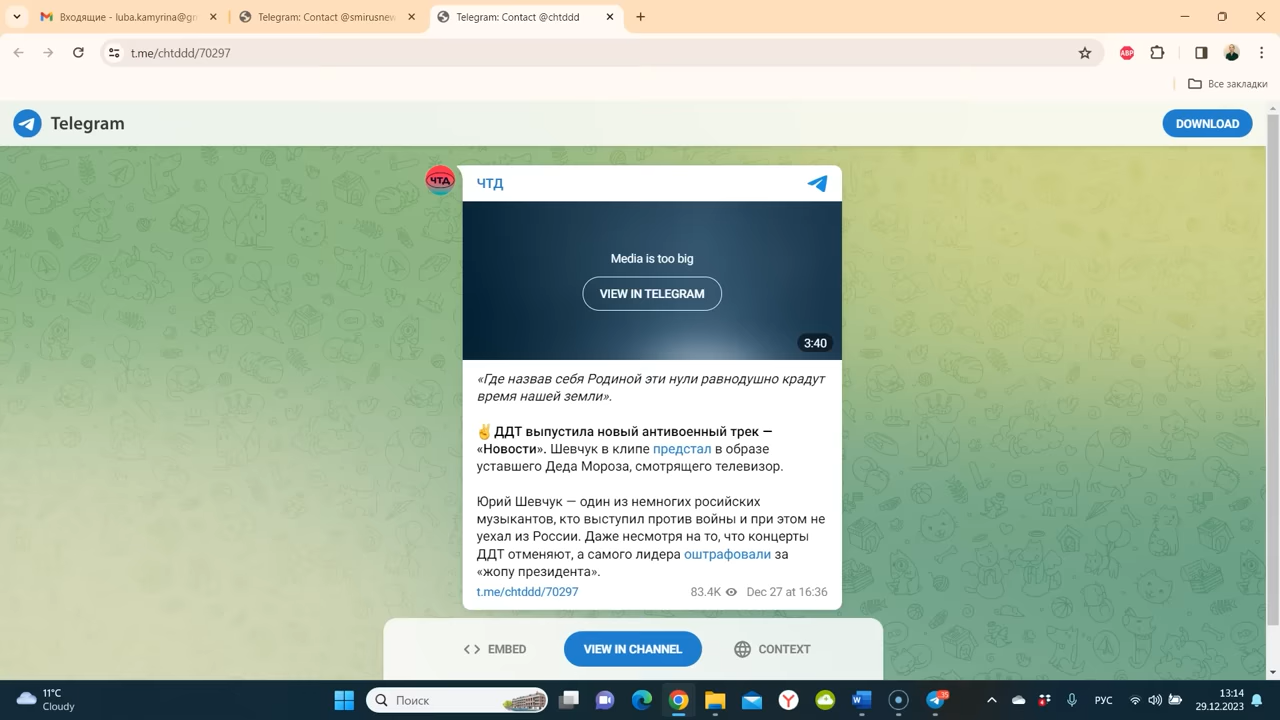 Входящие - luba.kamyrina@gm
Telegram: Contact @smirusnew
Telegram: Contact @chtddd
t.me/chtddd/70297
ABP
Все закладки
Telegram
DOWNLOAD
ЧТД
ЧТД
Media is too big
VIEW IN TELEGRAM
3:40
«Где назвав себя Родиной эти нули равнодушно крадут
время нашей земли».
✌ДДТ выпустила новый антивоенный трек —
«Новости». Шевчук в клипе предстал в образе
уставшего Деда Мороза, смотрящего телевизор.
Юрий Шевчук — один из немногих росийских
музыкантов, кто выступил против войны и при этом не
уехал из России. Даже несмотря на то, что концерты
ДДТ отменяют, а самого лидера оштрафовали за
«жопу президента».
t.me/chtddd/70297 83.4K Dec 27 at 16:36
EMBED
VIEW IN CHANNEL
CONTEXT
11°C
Cloudy
Поиск
РУС
13:14
29.12.2023